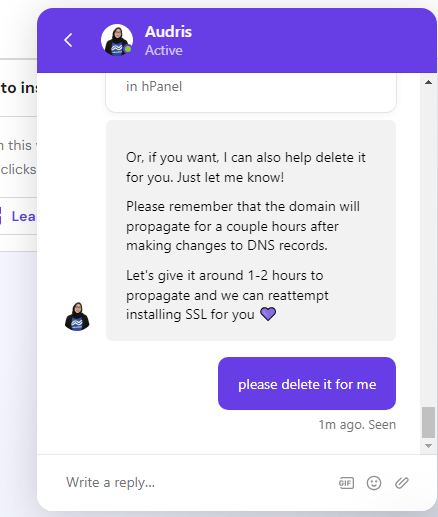 Audris
Active
to ins
in hPanel
n this
clicks
Or, if you want, I can also help delete it
for you. Just let me know!
Please remember that the domain will
propagate for a couple hours after
making changes to DNS records.
Lea
Let's give it around 1-2 hours to
propagate and we can reattempt
installing SSL for you 💜
please delete it for me
1m ago. Seen
Write a reply...
GIF